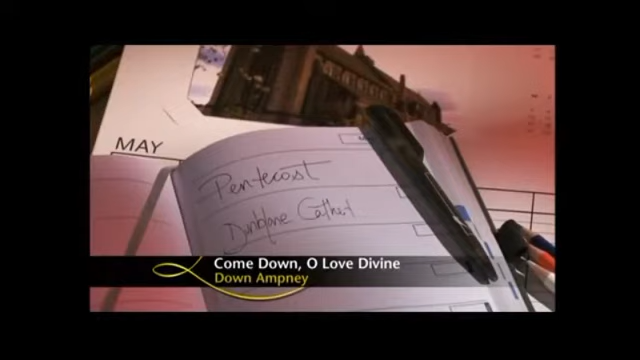 MAY
Pentecost
Dunblane Cathed
Come Down, O Love Divine
Down Ampney